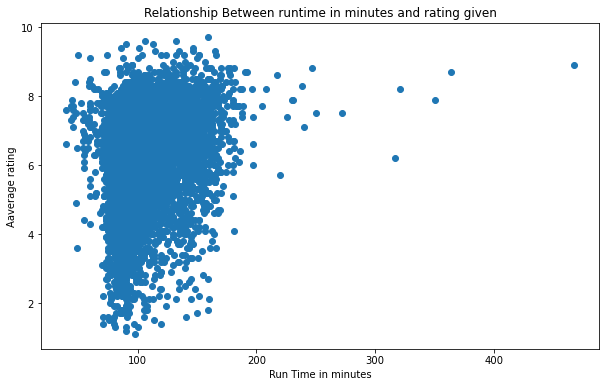 Relationship Between runtime in minutes and rating given
10
8
6
4
2
Aaverage rating
100 200 300 400
Run Time in minutes